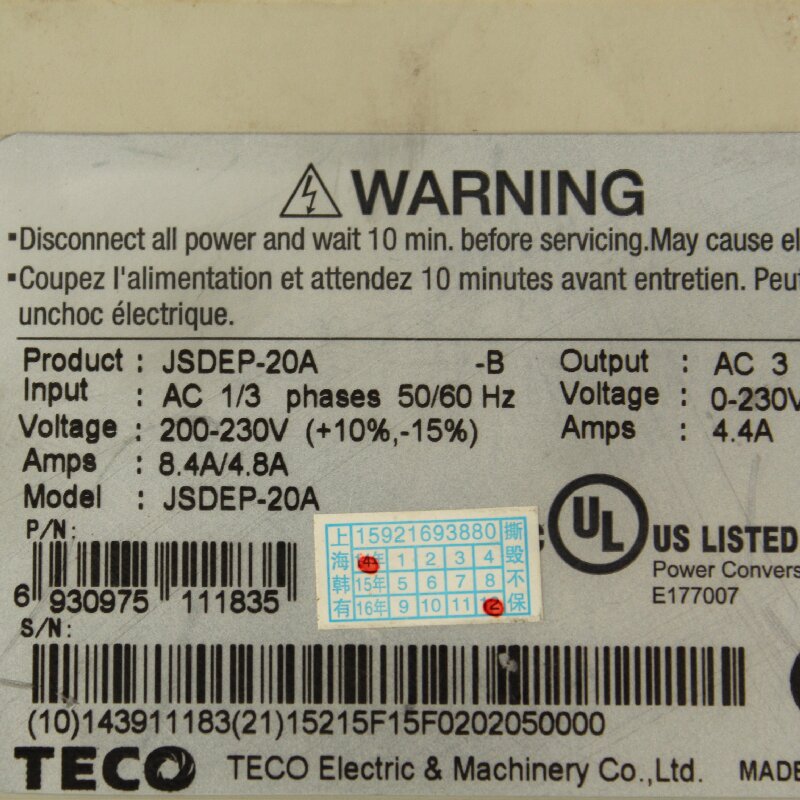 WARNING
▪Disconnect all power and wait 10 min. before servicing.May cause el
▪Coupez l'alimentation et attendez 10 minutes avant entretien. Peut
unchoc électrique.
Product : JSDEP-20A -B Output : AC 3
Input : AC 1/3 phases 50/60 Hz Voltage : 0-230V
Voltage : 200-230V (+10%,-15%) Amps : 4.4A
Amps : 8.4A/4.8A
Model : JSDEP-20A
P/N:
6 930975 111835
上海韩有
15921693880
1 2 3 4
15年 5 6 7 8
16年 9 10 11 12
撕毁不保
C UL US LISTED
Power Convers
E177007
S/N:
(10)143911183(21)15215F15F0202050000
TECO TECO Electric & Machinery Co.,Ltd. MADE